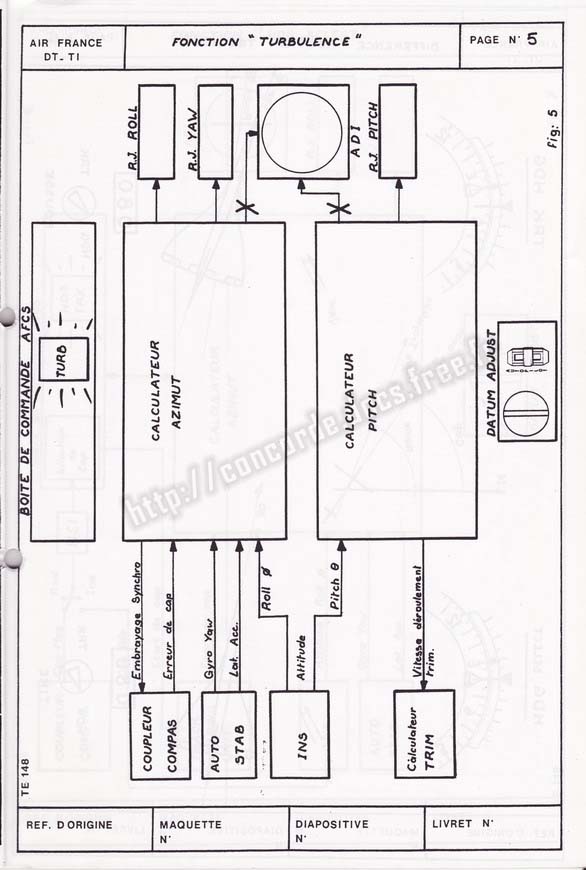 AIR FRANCE
DT-TI
FONCTION "TURBULENCE"
PAGE N° 5
R.J. ROLL
R.J. YAW
ADI
R.J. PITCH
Fig: 5
BOITE DE COMMANDE AFCS
TURB
CALCULATEUR
AZIMUT
CALCULATEUR
PITCH
DATUM ADJUST
http://concorde.afcs.free.
Embrayage Synchro
Erreur de cap
Gyro Yaw
Lat. Acc.
Roll Ø
Altitude
Pitch θ
Vitesse déroulement
trim.
COUPLEUR
COMPAS
AUTO
STAB
INS
Calculateur
TRIM
TE 148
REF. D'ORIGINE
MAQUETTE
N°
DIAPOSITIVE
N°
LIVRET N°